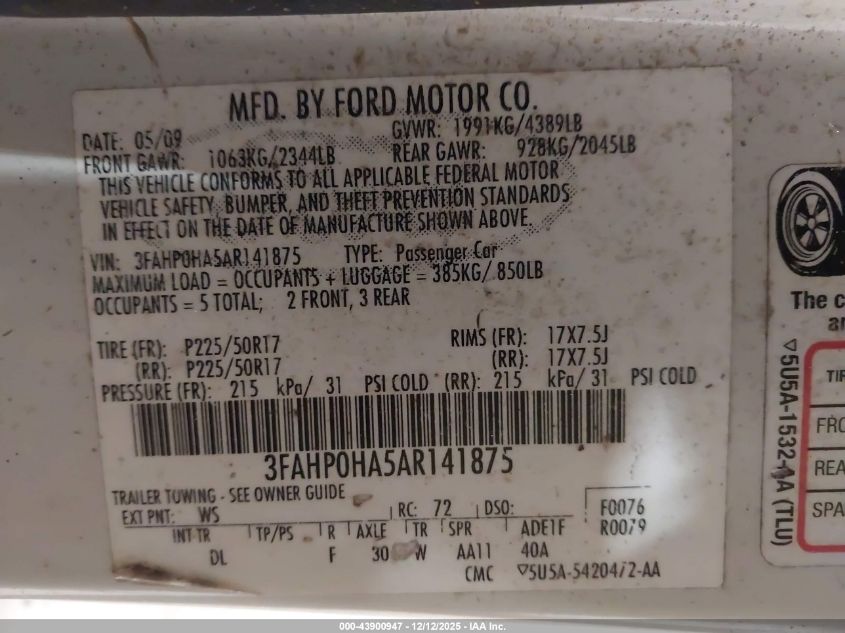 MFD. BY FORD MOTOR CO.
DATE: 05/09 GVWR: 1991KG/4389LB
FRONT GAWR: 1063KG/2344LB REAR GAWR: 928KG/2045LB
THIS VEHICLE CONFORMS TO ALL APPLICABLE FEDERAL MOTOR
VEHICLE SAFETY, BUMPER, AND THEFT PREVENTION STANDARDS
IN EFFECT ON THE DATE OF MANUFACTURE SHOWN ABOVE.
VIN: 3FAHP0HA5AR141875 TYPE: Passenger Car
MAXIMUM LOAD = OCCUPANTS + LUGGAGE = 385KG/ 850LB
OCCUPANTS = 5 TOTAL; 2 FRONT, 3 REAR
TIRE (FR): P225/50R17 RIMS (FR): 17X7.5J
(RR): P225/50R17 (RR): 17X7.5J
PRESSURE (FR): 215 kPa/ 31 PSI COLD (RR): 215 kPa/ 31 PSI COLD
3FAHP0HA5AR141875
TRAILER TOWING - SEE OWNER GUIDE
EXT PNT: WS RC: 72 DSO: F0076
INT TR TP/PS R AXLE TR SPR ADE1F R0079
DL F 30 W AA11 40A
CMC ▽5U5A-5420472-AA
The c
an
TIR
FRO
REA
SPA
(TLU)
000-43900947 - 12/12/2025 - IAA Inc.